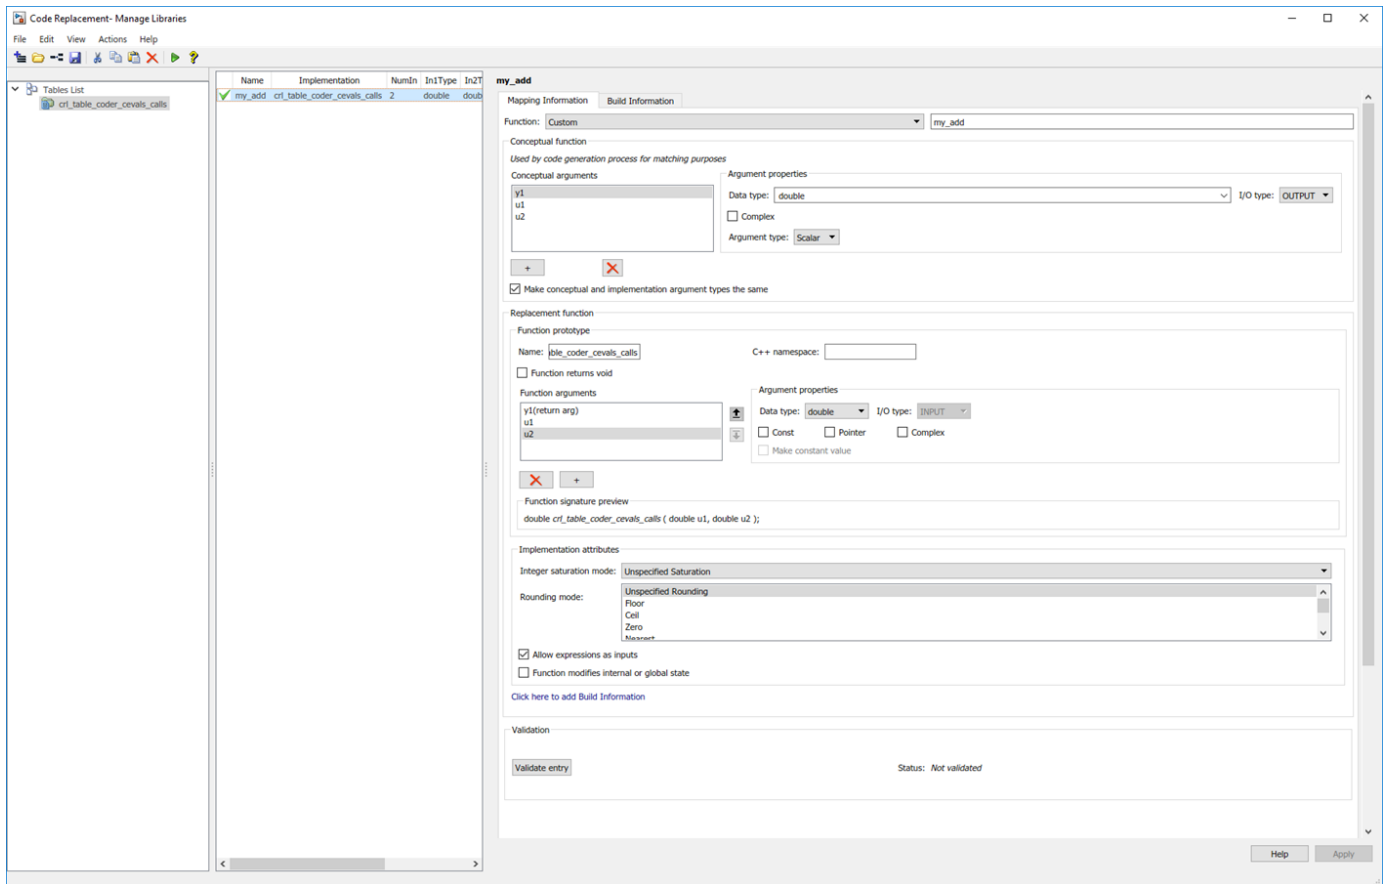 Code Replacement- Manage Libraries
File Edit View Actions Help
Tables List
crl_table_coder_cevals_calls
Name Implementation NumIn In1Type In2T
my_add crl_table_coder_cevals_calls 2 double doub
my_add
Mapping Information Build Information
Function: Custom my_add
Conceptual function
Used by code generation process for matching purposes
Conceptual arguments
y1
u1
u2
Argument properties
Data type: double I/O type: OUTPUT
Complex
Argument type: Scalar
+
Make conceptual and implementation argument types the same
Replacement function
Function prototype
Name: able_coder_cevals_calls C++ namespace:
Function returns void
Function arguments
y1(return arg)
u1
u2
Argument properties
Data type: double I/O type: INPUT
Const Pointer Complex
Make constant value
+
Function signature preview
double crl_table_coder_cevals_calls ( double u1, double u2 );
Implementation attributes
Integer saturation mode: Unspecified Saturation
Rounding mode: Unspecified Rounding
Floor
Ceil
Zero
Nearest
Allow expressions as inputs
Function modifies internal or global state
Click here to add Build Information
Validation
Validate entry Status: Not validated
Help Apply